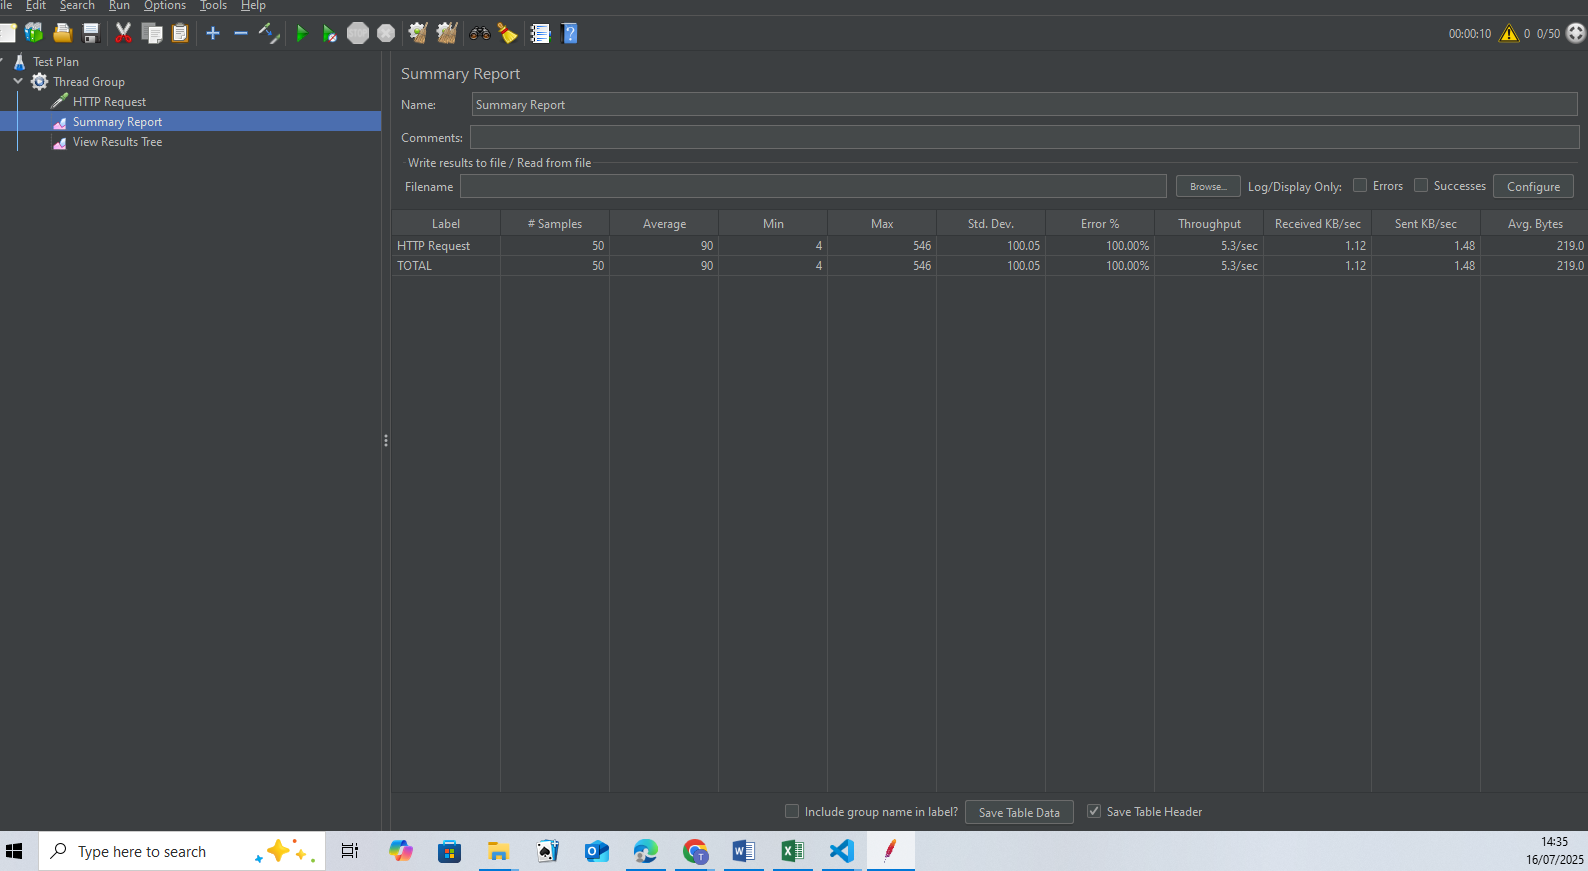 ile Edit Search Run Options Tools Help
STOP
00:00:10 0 0/50
Test Plan
Thread Group
HTTP Request
Summary Report
View Results Tree
Summary Report
Name: Summary Report
Comments:
Write results to file / Read from file
Filename Browse... Log/Display Only: Errors Successes Configure
Label # Samples Average Min Max Std. Dev. Error % Throughput Received KB/sec Sent KB/sec Avg. Bytes
HTTP Request 50 90 4 546 100.05 100.00% 5.3/sec 1.12 1.48 219.0
TOTAL 50 90 4 546 100.05 100.00% 5.3/sec 1.12 1.48 219.0
Include group name in label? Save Table Data Save Table Header
Type here to search
14:35
16/07/2025